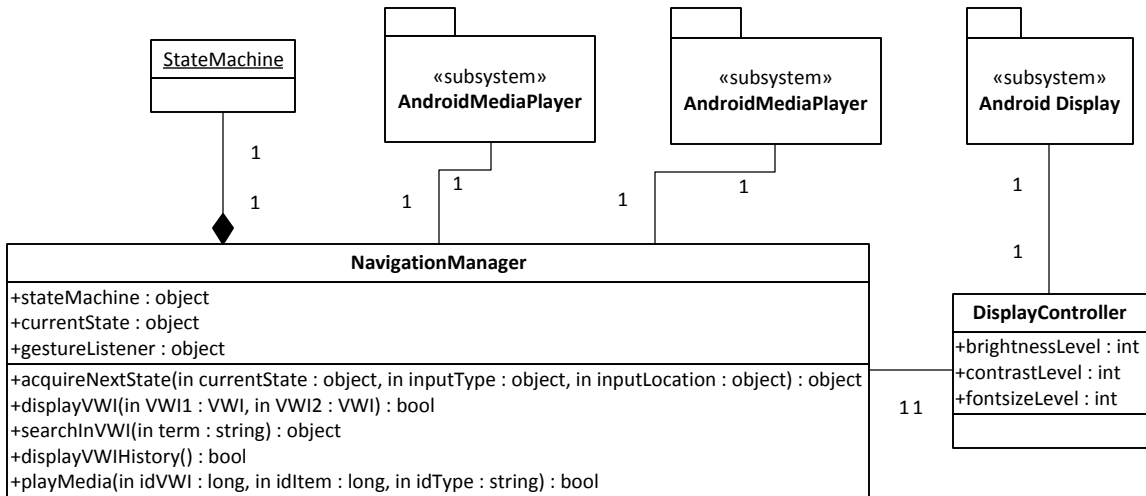 StateMachine
«subsystem»
AndroidMediaPlayer
«subsystem»
AndroidMediaPlayer
«subsystem»
Android Display
1
1
1
1
1
1
1
1
NavigationManager
+stateMachine : object
+currentState : object
+gestureListener : object
+acquireNextState(in currentState : object, in inputType : object, in inputLocation : object) : object
+displayVWI(in VWI1 : VWI, in VWI2 : VWI) : bool
+searchInVWI(in term : string) : object
+displayVWIHistory() : bool
+playMedia(in idVWI : long, in idItem : long, in idType : string) : bool
11
DisplayController
+brightnessLevel : int
+contrastLevel : int
+fontsizeLevel : int